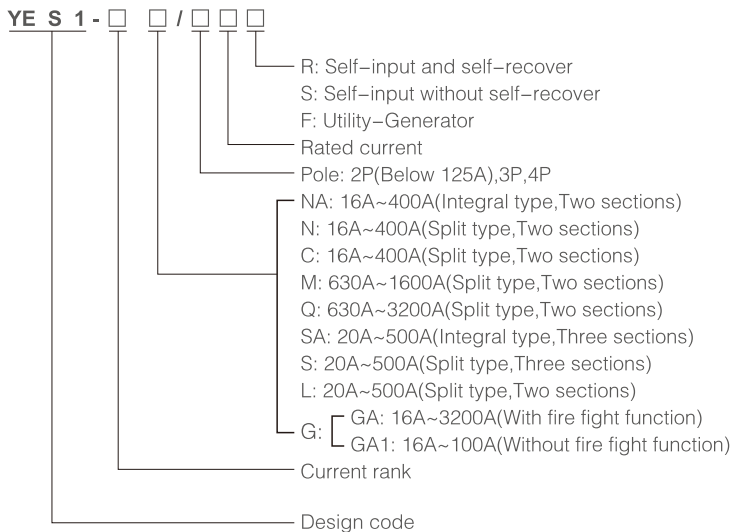 YE S 1 - □ □ / □ □ □
R: Self-input and self-recover
S: Self-input without self-recover
F: Utility-Generator
Rated current
Pole: 2P(Below 125A),3P,4P
NA: 16A~400A(Integral type,Two sections)
N: 16A~400A(Split type,Two sections)
C: 16A~400A(Split type,Two sections)
M: 630A~1600A(Split type,Two sections)
Q: 630A~3200A(Split type,Two sections)
SA: 20A~500A(Integral type,Three sections)
S: 20A~500A(Split type,Three sections)
L: 20A~500A(Split type,Two sections)
G:
GA: 16A~3200A(With fire fight function)
GA1: 16A~100A(Without fire fight function)
Current rank
Design code